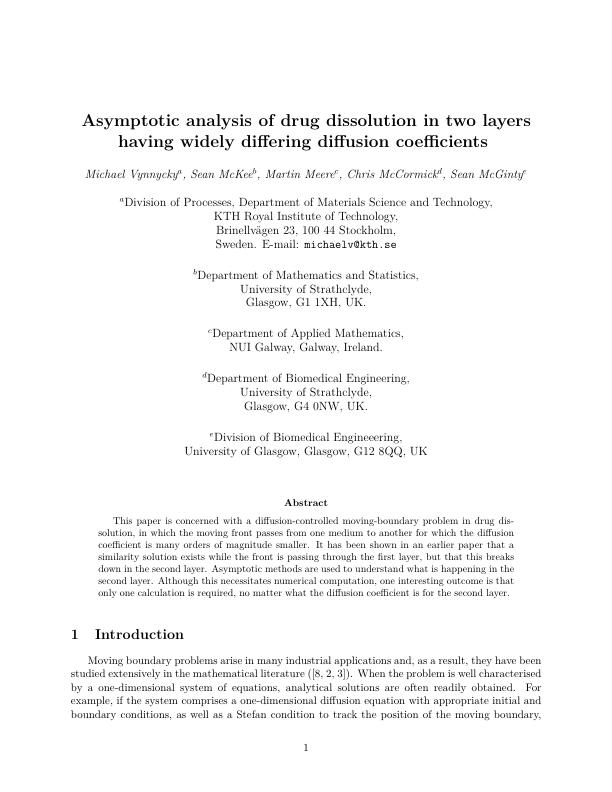 Asymptotic analysis of drug dissolution in two layers
having widely differing diffusion coefficients
Michael Vynnycky^a, Sean McKee^b, Martin Meere^c, Chris McCormick^d, Sean McGinty^e
^aDivision of Processes, Department of Materials Science and Technology,
KTH Royal Institute of Technology,
Brinellvägen 23, 100 44 Stockholm,
Sweden. E-mail: michaelv@kth.se
^bDepartment of Mathematics and Statistics,
University of Strathclyde,
Glasgow, G1 1XH, UK.
^cDepartment of Applied Mathematics,
NUI Galway, Galway, Ireland.
^dDepartment of Biomedical Engineering,
University of Strathclyde,
Glasgow, G4 0NW, UK.
^eDivision of Biomedical Engineeering,
University of Glasgow, Glasgow, G12 8QQ, UK
Abstract
This paper is concerned with a diffusion-controlled moving-boundary problem in drug dis-
solution, in which the moving front passes from one medium to another for which the diffusion
coefficient is many orders of magnitude smaller. It has been shown in an earlier paper that a
similarity solution exists while the front is passing through the first layer, but that this breaks
down in the second layer. Asymptotic methods are used to understand what is happening in the
second layer. Although this necessitates numerical computation, one interesting outcome is that
only one calculation is required, no matter what the diffusion coefficient is for the second layer.
1 Introduction
Moving boundary problems arise in many industrial applications and, as a result, they have been
studied extensively in the mathematical literature ([8, 2, 3]). When the problem is well characterised
by a one-dimensional system of equations, analytical solutions are often readily obtained. For
example, if the system comprises a one-dimensional diffusion equation with appropriate initial and
boundary conditions, as well as a Stefan condition to track the position of the moving boundary,
1